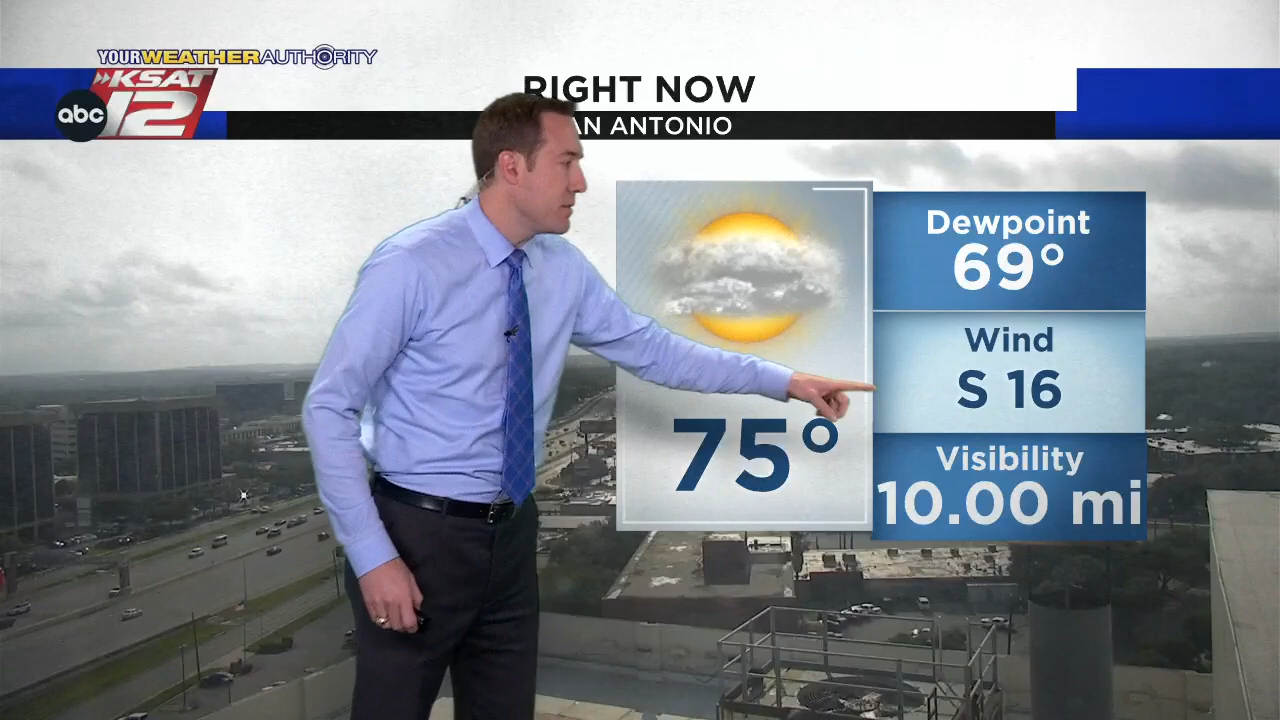 YOURWEATHERAUTHORITY
KSAT
abc 12
RIGHT NOW
AN ANTONIO
Dewpoint
69°
Wind
S 16
75°
Visibility
10.00 mi